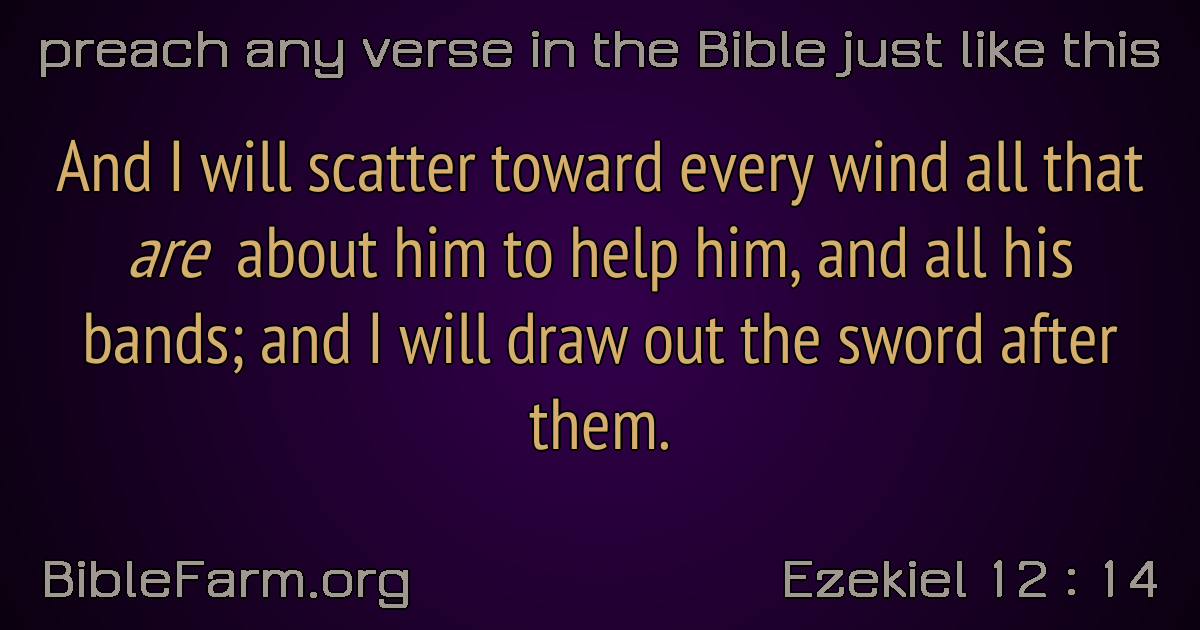 preach any verse in the Bible just like this
And I will scatter toward every wind all that
are about him to help him, and all his
bands; and I will draw out the sword after
them.
BibleFarm.org
Ezekiel 12 : 14